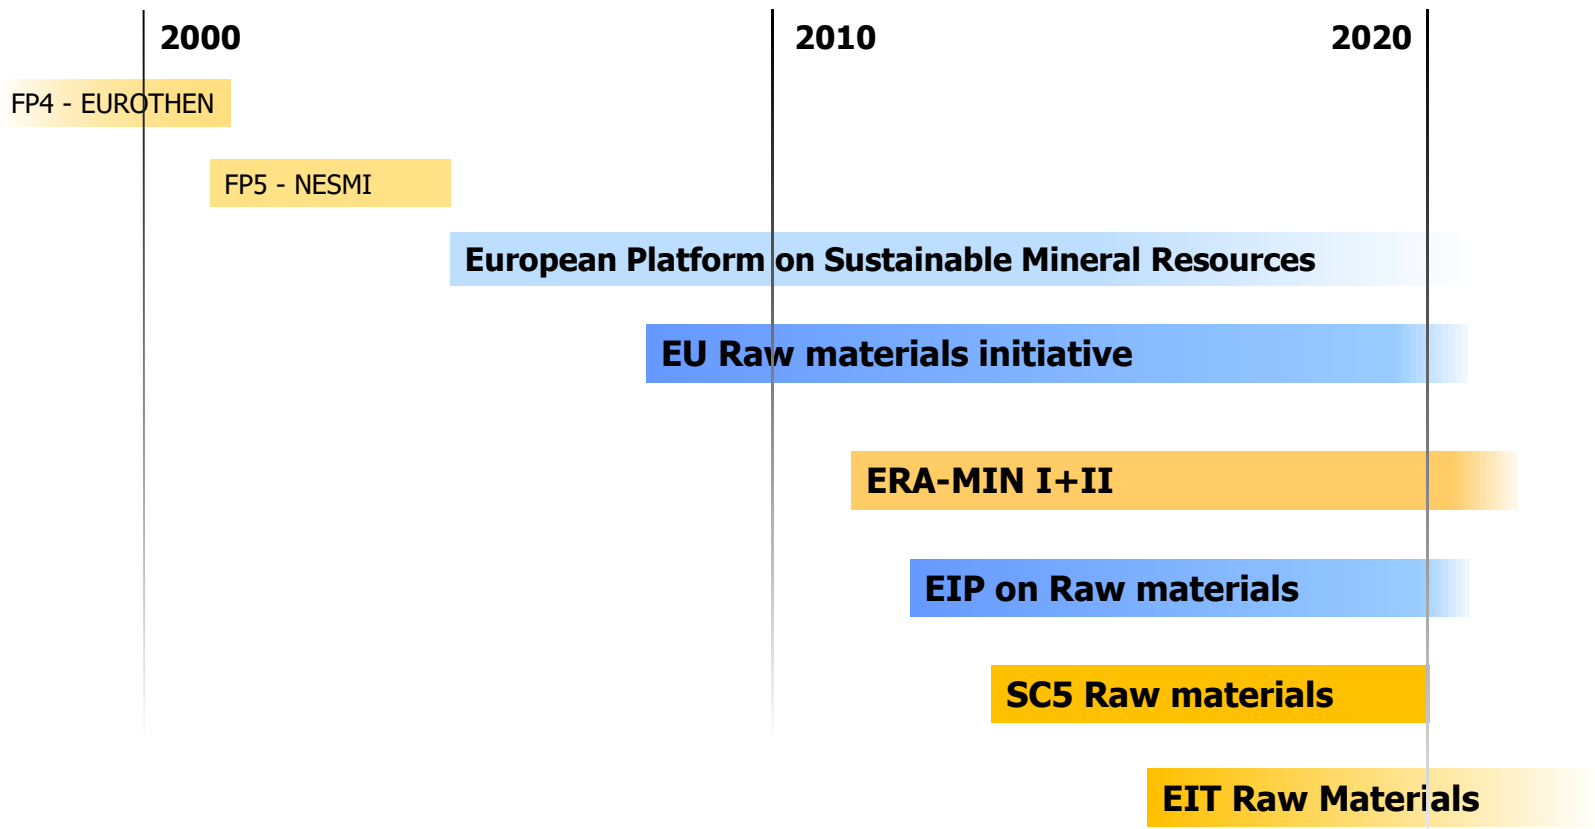 2000
2010
2020
FP4 - EUROTHEN
FP5 - NESMI
European Platform on Sustainable Mineral Resources
EU Raw materials initiative
ERA-MIN I+II
EIP on Raw materials
SC5 Raw materials
EIT Raw Materials